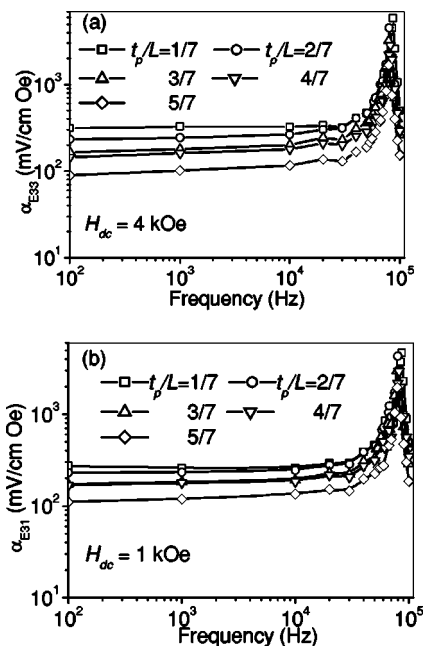 (a)
t_p/L=1/7 t_p/L=2/7
3/7 4/7
5/7
H_dc = 4 kOe
α_E33 (mV/cm Oe)
10^3
10^2
10^1
10^2 10^3 10^4 10^5
Frequency (Hz)
(b)
t_p/L=1/7 t_p/L=2/7
3/7 4/7
5/7
H_dc = 1 kOe
α_E31 (mV/cm Oe)
10^3
10^2
10^1
10^2 10^3 10^4 10^5
Frequency (Hz)